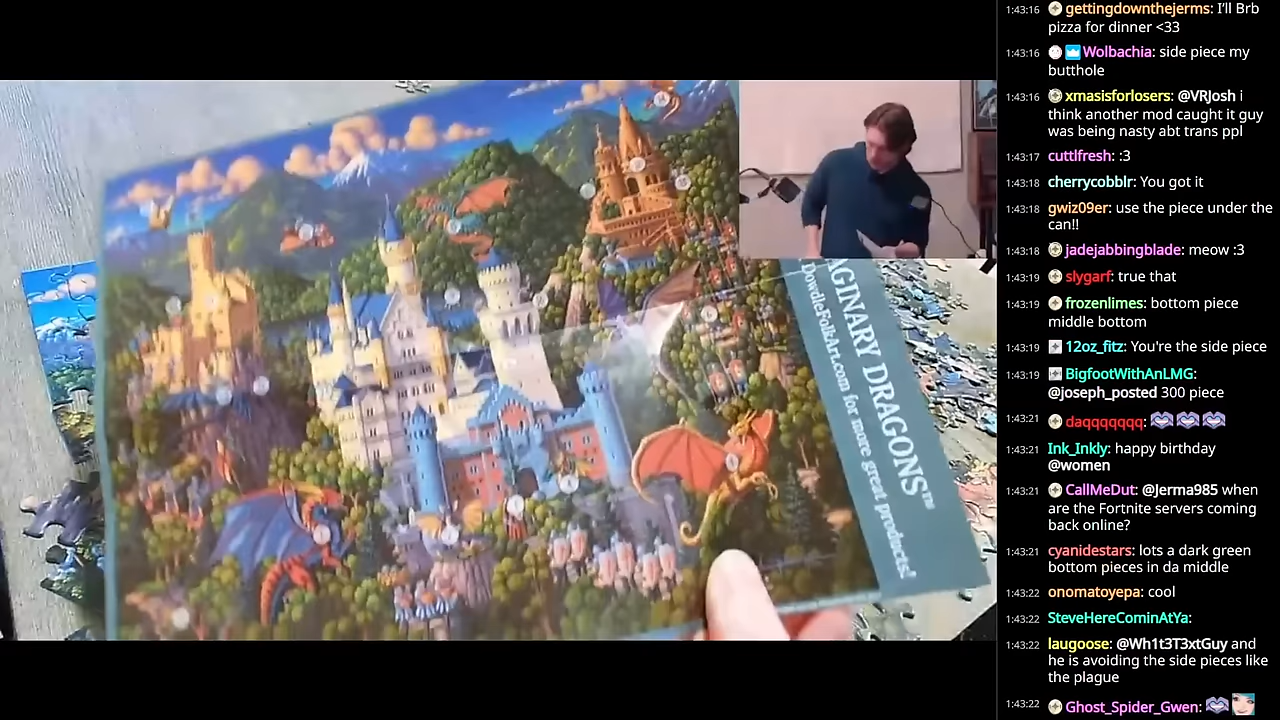 AGINARY DRAGONS™
DowdleFolkArt.com for more great products!
1:43:16 gettingdownthejerms: I'll Brb
pizza for dinner <33
1:43:16 Wolbachia: side piece my
butthole
1:43:16 xmasisforlosers: @VRJosh i
think another mod caught it guy
was being nasty abt trans ppl
1:43:17 cuttlfresh: :3
1:43:18 cherrycobblr: You got it
1:43:18 gwiz09er: use the piece under the
can!!
1:43:18 jadejabbingblade: meow :3
1:43:19 slygarf: true that
1:43:19 frozenlimes: bottom piece
middle bottom
1:43:19 12oz_fitz: You're the side piece
1:43:19 BigfootWithAnLMG:
@joseph_posted 300 piece
1:43:21 daqqqqqqq:
1:43:21 Ink_Inkly: happy birthday
@women
1:43:21 CallMeDut: @Jerma985 when
are the Fortnite servers coming
back online?
1:43:21 cyanidestars: lots a dark green
bottom pieces in da middle
1:43:22 onomatoyepa: cool
1:43:22 SteveHereCominAtYa:
1:43:22 laugoose: @Wh1t3T3xtGuy and
he is avoiding the side pieces like
the plague
1:43:22 Ghost_Spider_Gwen: